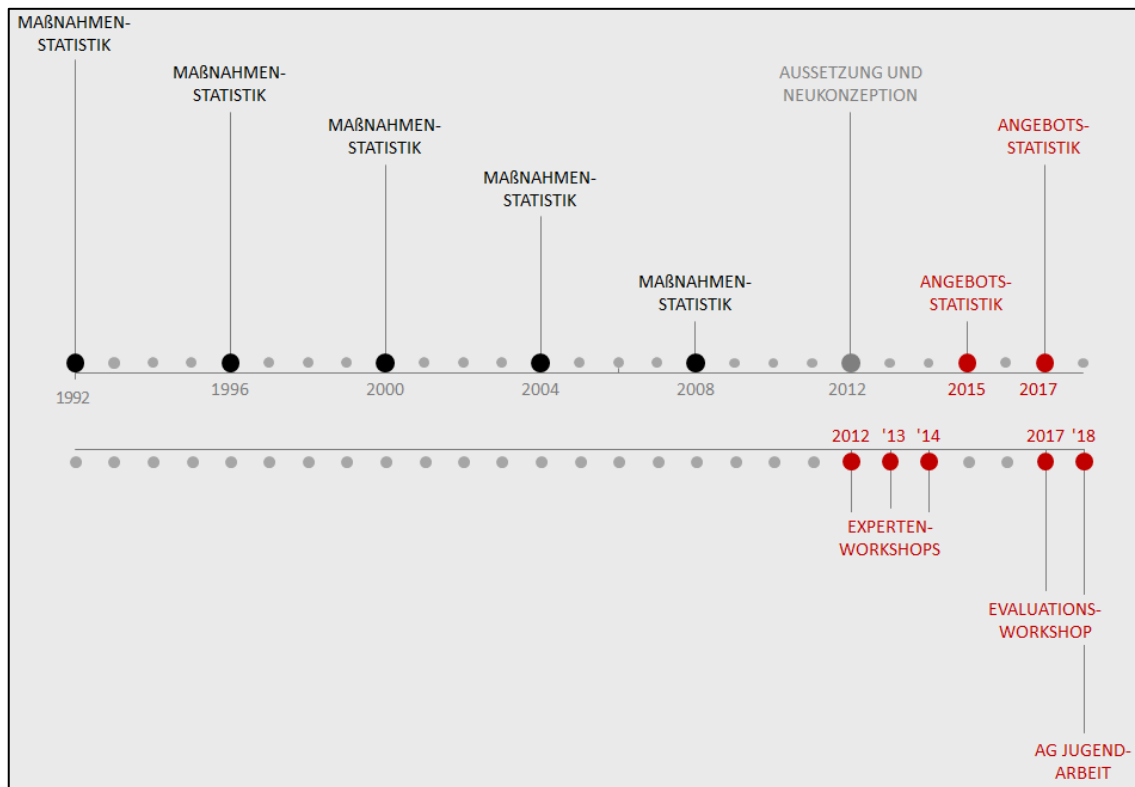 MAßNAHMEN-
STATISTIK
MAßNAHMEN-
STATISTIK
MAßNAHMEN-
STATISTIK
MAßNAHMEN-
STATISTIK
MAßNAHMEN-
STATISTIK
AUSSETZUNG UND
NEUKONZEPTION
ANGEBOTS-
STATISTIK
ANGEBOTS-
STATISTIK
1992
1996
2000
2004
2008
2012
2015
2017
2012 '13 '14
2017 '18
EXPERTEN-
WORKSHOPS
EVALUATIONS-
WORKSHOP
AG JUGEND-
ARBEIT